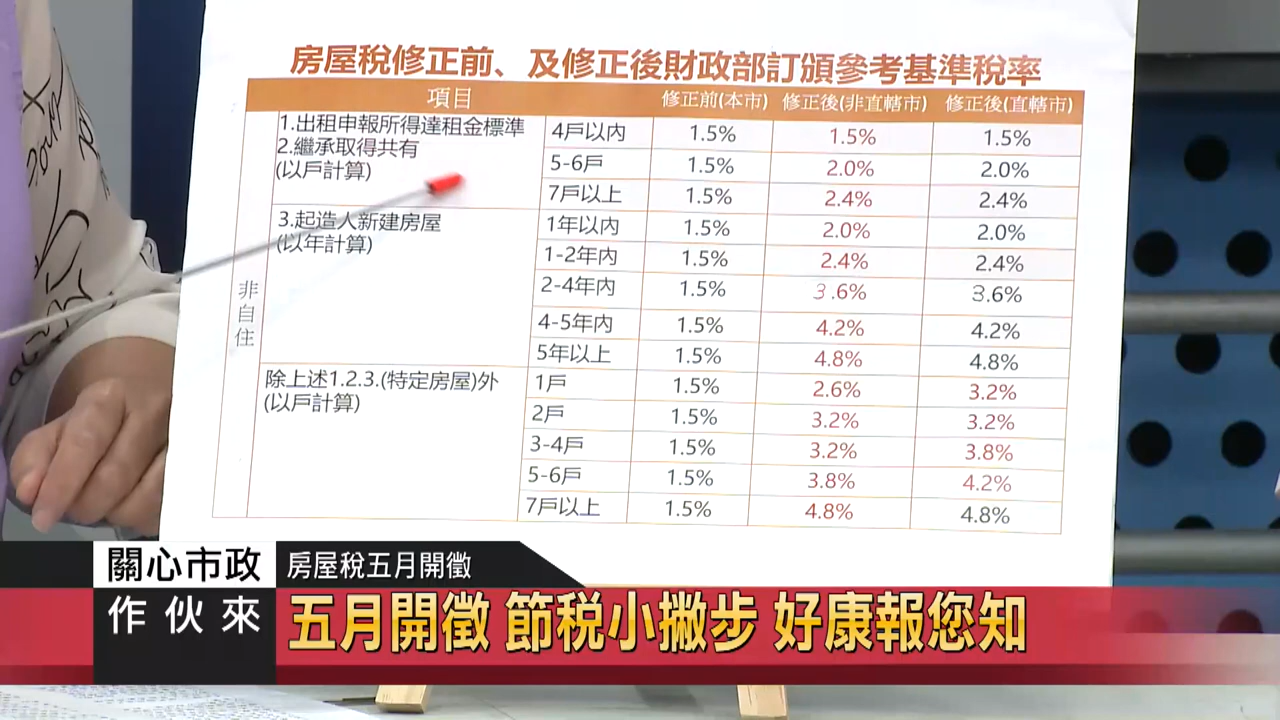 房屋稅修正前、及修正後財政部訂頒參考基準稅率
項目 修正前(本市) 修正後(非直轄市) 修正後(直轄市)
非自住
1.出租申報所得達租金標準
2.繼承取得共有
(以戶計算)
4戶以內 1.5% 1.5% 1.5%
5-6戶 1.5% 2.0% 2.0%
7戶以上 1.5% 2.4% 2.4%
3.起造人新建房屋
(以年計算)
1年以內 1.5% 2.0% 2.0%
1-2年內 1.5% 2.4% 2.4%
2-4年內 1.5% 3.6% 3.6%
4-5年內 1.5% 4.2% 4.2%
5年以上 1.5% 4.8% 4.8%
除上述1.2.3.(特定房屋)外
(以戶計算)
1戶 1.5% 2.6% 3.2%
2戶 1.5% 3.2% 3.2%
3-4戶 1.5% 3.2% 3.8%
5-6戶 1.5% 3.8% 4.2%
7戶以上 1.5% 4.8% 4.8%
關心市政
作伙來
房屋稅五月開徵
五月開徵 節稅小撇步 好康報您知